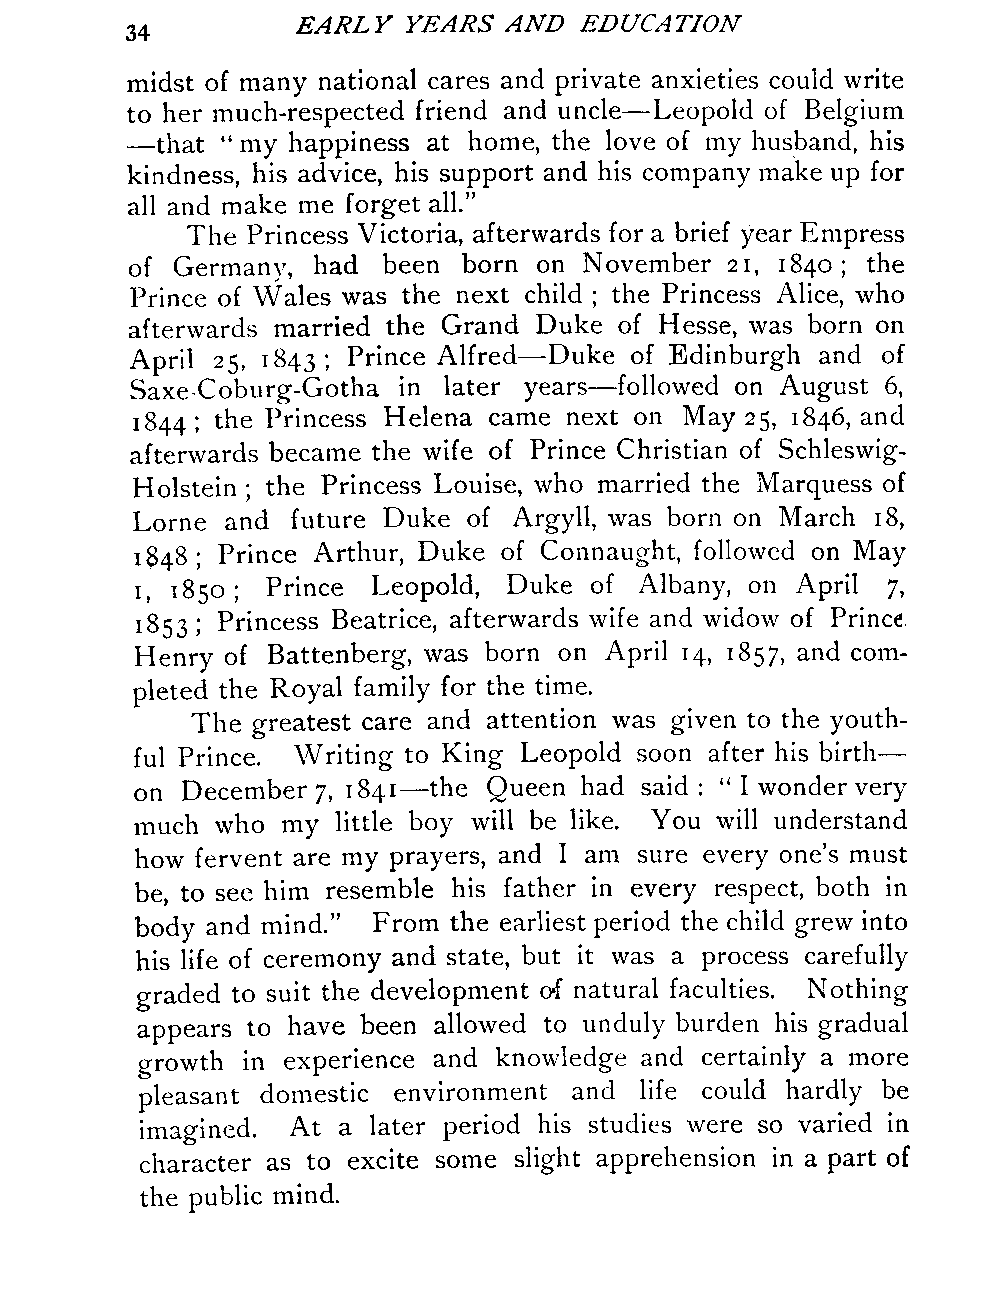 34 EARLY YEARS AND EDUCATION
midst of many national cares and private anxieties could write
to her much-respected friend and uncle—Leopold of Belgium
—that “my happiness at home, the love of my husband, his
kindness, his advice, his support and his company make up for
all and make me forget all.”
The Princess Victoria, afterwards for a brief year Empress
of Germany, had been born on November 21, 1840; the
Prince of Wales was the next child; the Princess Alice, who
afterwards married the Grand Duke of Hesse, was born on
April 25, 1843; Prince Alfred—Duke of Edinburgh and of
Saxe-Coburg-Gotha in later years—followed on August 6,
1844; the Princess Helena came next on May 25, 1846, and
afterwards became the wife of Prince Christian of Schleswig-
Holstein; the Princess Louise, who married the Marquess of
Lorne and future Duke of Argyll, was born on March 18,
1848; Prince Arthur, Duke of Connaught, followed on May
1, 1850; Prince Leopold, Duke of Albany, on April 7,
1853; Princess Beatrice, afterwards wife and widow of Prince
Henry of Battenberg, was born on April 14, 1857, and com-
pleted the Royal family for the time.
The greatest care and attention was given to the youth-
ful Prince. Writing to King Leopold soon after his birth—
on December 7, 1841—the Queen had said: “I wonder very
much who my little boy will be like. You will understand
how fervent are my prayers, and I am sure every one’s must
be, to see him resemble his father in every respect, both in
body and mind.” From the earliest period the child grew into
his life of ceremony and state, but it was a process carefully
graded to suit the development of natural faculties. Nothing
appears to have been allowed to unduly burden his gradual
growth in experience and knowledge and certainly a more
pleasant domestic environment and life could hardly be
imagined. At a later period his studies were so varied in
character as to excite some slight apprehension in a part of
the public mind.